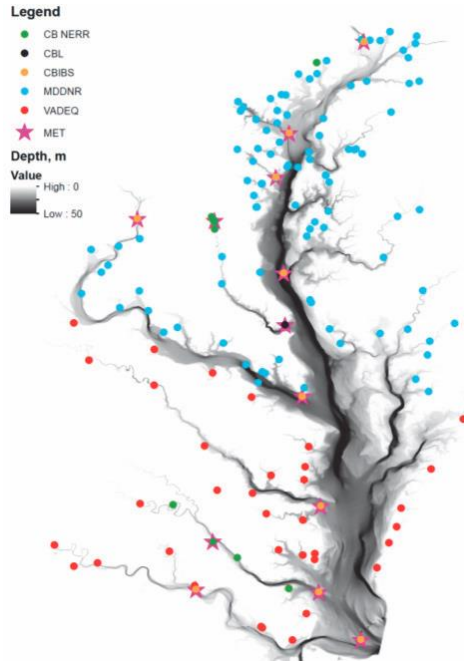 Legend
CB NERR
CBL
CBIBS
MDDNR
VADEQ
MET
Depth, m
Value
High : 0
Low : 50